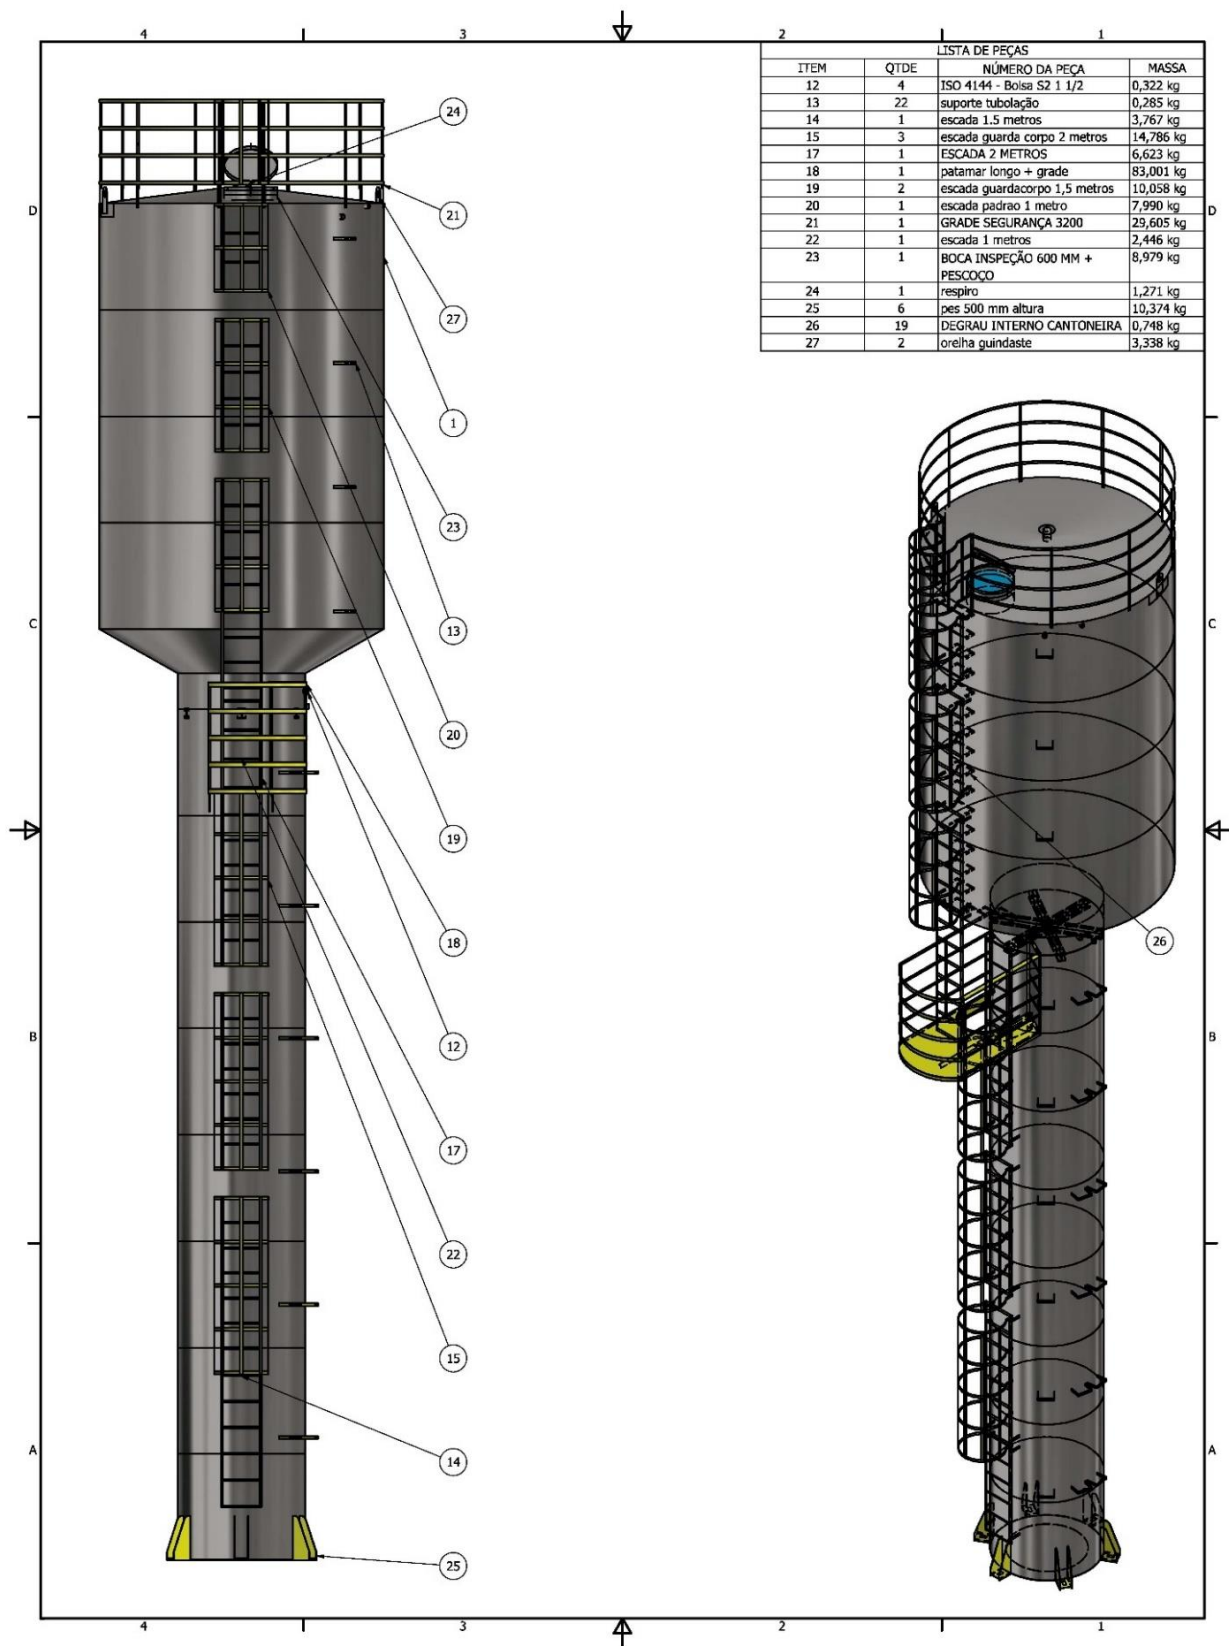 4 3 2 1
LISTA DE PEÇAS
ITEM QTDE NÚMERO DA PEÇA MASSA
12 4 ISO 4144 - Bolsa S2 1 1/2 0,322 kg
13 22 suporte tubolação 0,285 kg
14 1 escada 1.5 metros 3,767 kg
15 3 escada guarda corpo 2 metros 14,786 kg
17 1 ESCADA 2 METROS 6,623 kg
18 1 patamar longo + grade 83,001 kg
19 2 escada guardacorpo 1,5 metros 10,058 kg
20 1 escada padrao 1 metro 7,990 kg
21 1 GRADE SEGURANÇA 3200 29,605 kg
22 1 escada 1 metros 2,446 kg
23 1 BOCA INSPEÇÃO 600 MM + 8,979 kg
PESCOÇO
24 1 respiro 1,271 kg
25 6 pes 500 mm altura 10,374 kg
26 19 DEGRAU INTERNO CANTONEIRA 0,748 kg
27 2 orelha guindaste 3,338 kg
24
D 21 D
27
1
23
C 13 C
20
19
18 26
B 12 B
17
22
15
A 14 A
25
4 3 2 1